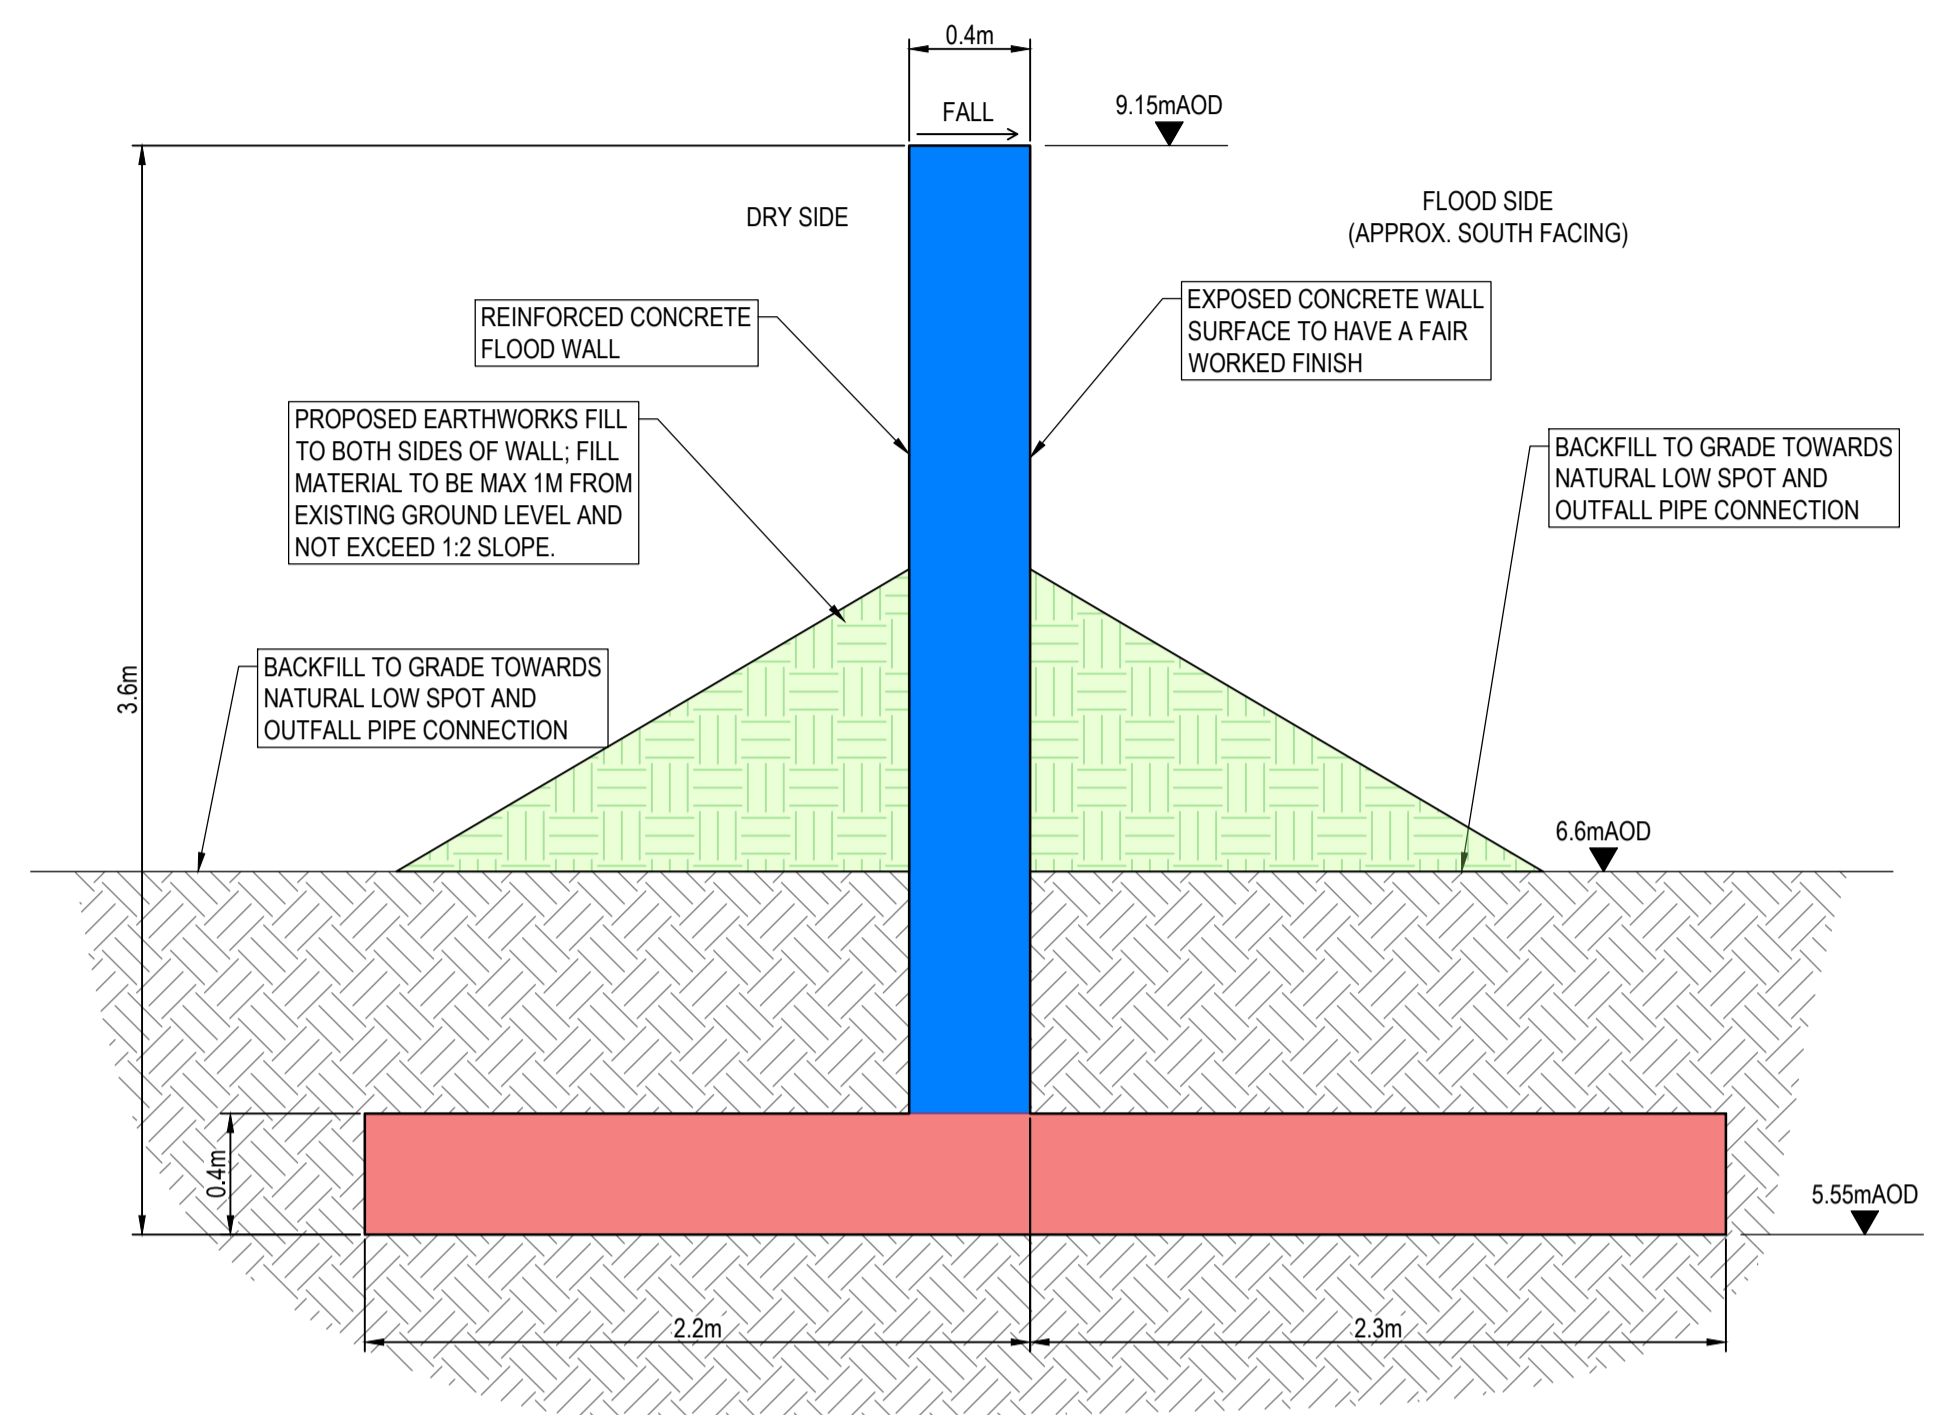 0.4m
FALL
9.15mAOD
DRY SIDE
FLOOD SIDE
(APPROX. SOUTH FACING)
REINFORCED CONCRETE
FLOOD WALL
EXPOSED CONCRETE WALL
SURFACE TO HAVE A FAIR
WORKED FINISH
PROPOSED EARTHWORKS FILL
TO BOTH SIDES OF WALL; FILL
MATERIAL TO BE MAX 1M FROM
EXISTING GROUND LEVEL AND
NOT EXCEED 1:2 SLOPE.
BACKFILL TO GRADE TOWARDS
NATURAL LOW SPOT AND
OUTFALL PIPE CONNECTION
BACKFILL TO GRADE TOWARDS
NATURAL LOW SPOT AND
OUTFALL PIPE CONNECTION
3.6m
6.6mAOD
0.4m
5.55mAOD
2.2m
2.3m